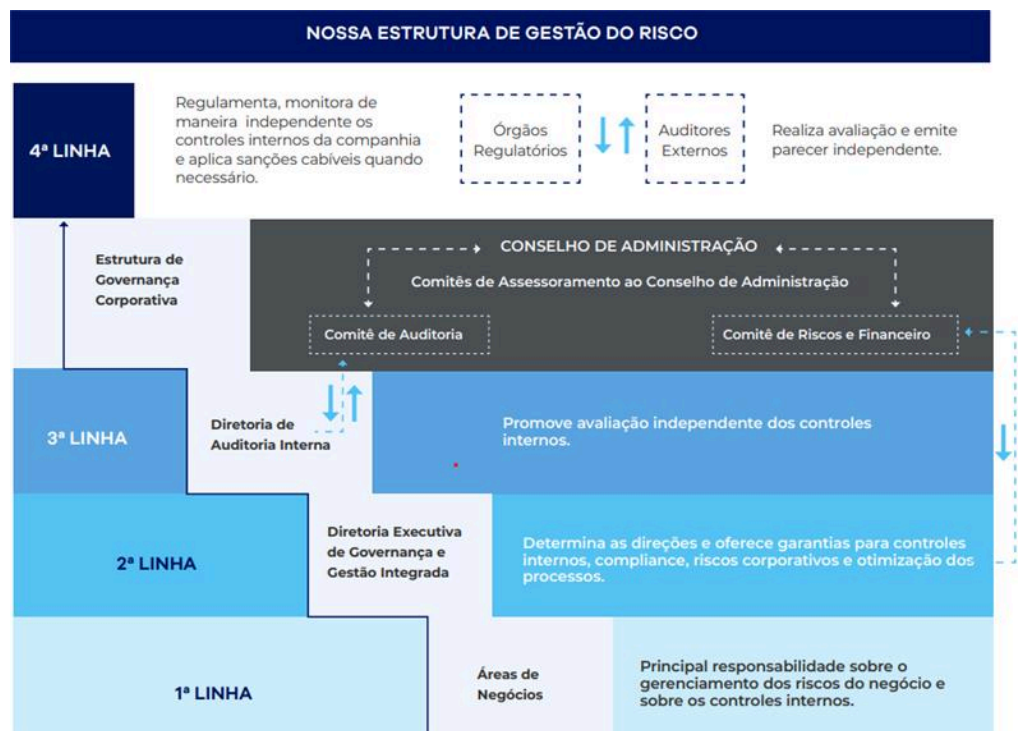 NOSSA ESTRUTURA DE GESTÃO DO RISCO
4ª LINHA
Regulamenta, monitora de
maneira independente os
controles internos da companhia
e aplica sanções cabíveis quando
necessário.
Órgãos
Regulatórios
Auditores
Externos
Realiza avaliação e emite
parecer independente.
Estrutura de
Governança
Corporativa
CONSELHO DE ADMINISTRAÇÃO
Comitês de Assessoramento ao Conselho de Administração
Comitê de Auditoria
Comitê de Riscos e Financeiro
3ª LINHA
Diretoria de
Auditoria Interna
Promove avaliação independente dos controles
internos.
2ª LINHA
Diretoria Executiva
de Governança e
Gestão Integrada
Determina as direções e oferece garantias para controles
internos, compliance, riscos corporativos e otimização dos
processos.
1ª LINHA
Áreas de
Negócios
Principal responsabilidade sobre o
gerenciamento dos riscos do negócio e
sobre os controles internos.